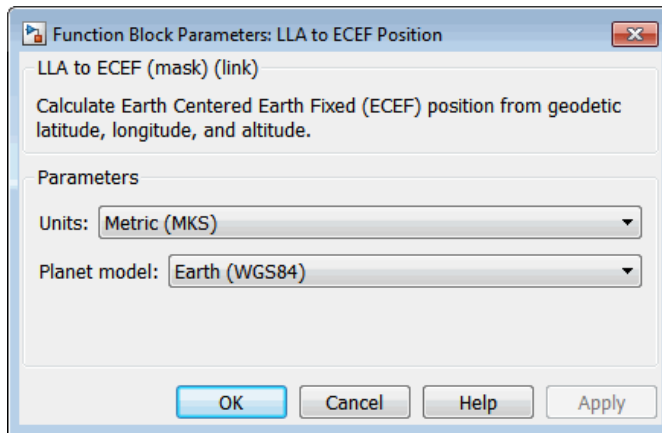 Function Block Parameters: LLA to ECEF Position
LLA to ECEF (mask) (link)
Calculate Earth Centered Earth Fixed (ECEF) position from geodetic
latitude, longitude, and altitude.
Parameters
Units: Metric (MKS)
Planet model: Earth (WGS84)
OK Cancel Help Apply